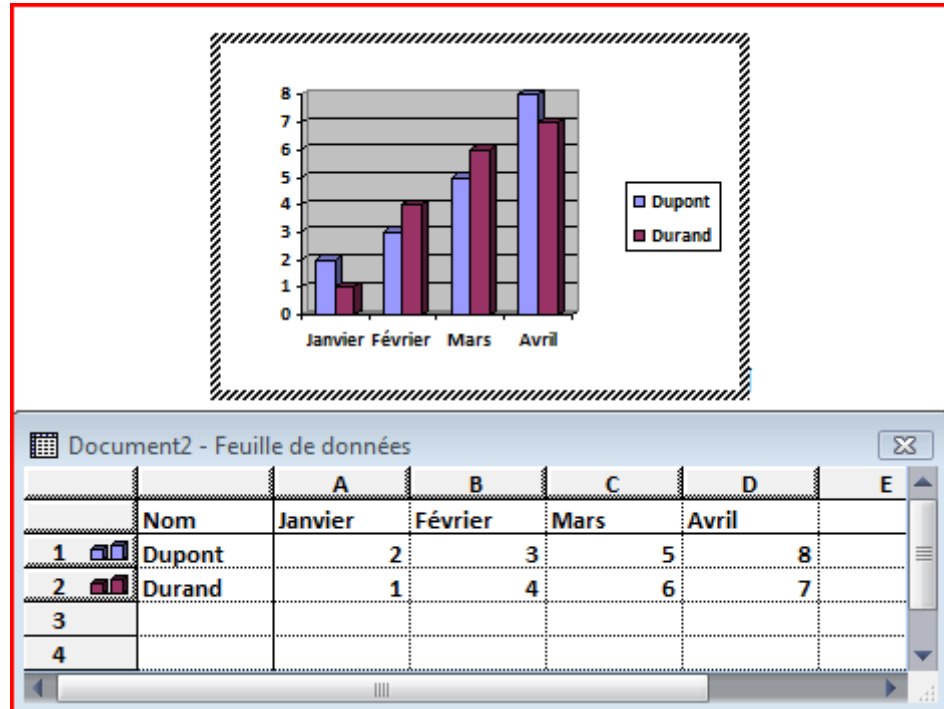 8
7
6
5
4
3
2
1
0
Janvier Février Mars Avril
Dupont
Durand
Document2 - Feuille de données
A B C D E
Nom Janvier Février Mars Avril
1 Dupont 2 3 5 8
2 Durand 1 4 6 7
3
4